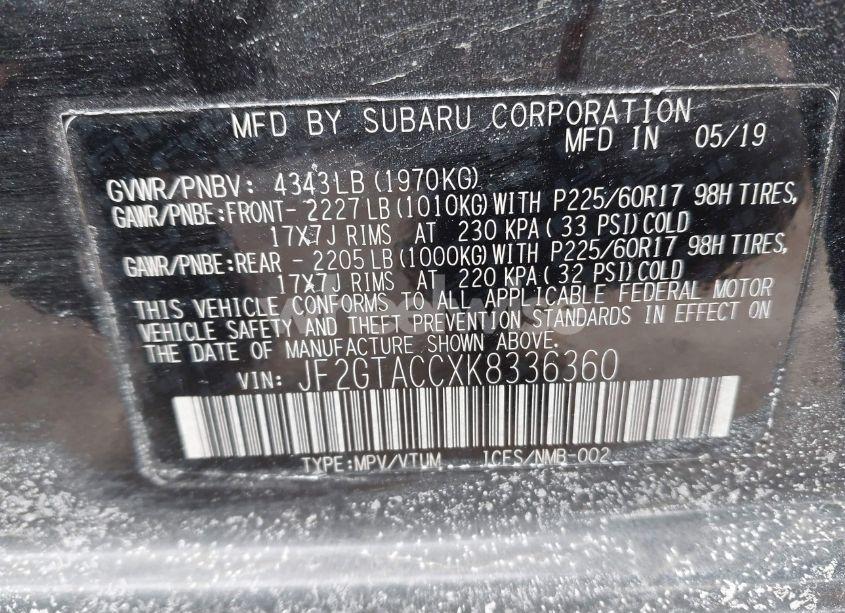 MFD BY SUBARU CORPORATION
MFD IN 05/19
GVWR/PNBV: 4343LB (1970KG)
GAWR/PNBE:FRONT- 2227LB (1010KG) WITH P225/60R17 98H TIRES,
17X7J RIMS AT 230 KPA (33 PSI) COLD
GAWR/PNBE:REAR - 2205LB (1000KG) WITH P225/60R17 98H TIRES,
17X7J RIMS AT 220 KPA (32 PSI) COLD
THIS VEHICLE CONFORMS TO ALL APPLICABLE FEDERAL MOTOR
VEHICLE SAFETY AND THEFT PREVENTION STANDARDS IN EFFECT ON
THE DATE OF MANUFACTURE SHOWN ABOVE.
VIN: JF2GTACCXK8336360
TYPE:MPV/VTUM ICES/NMB-002